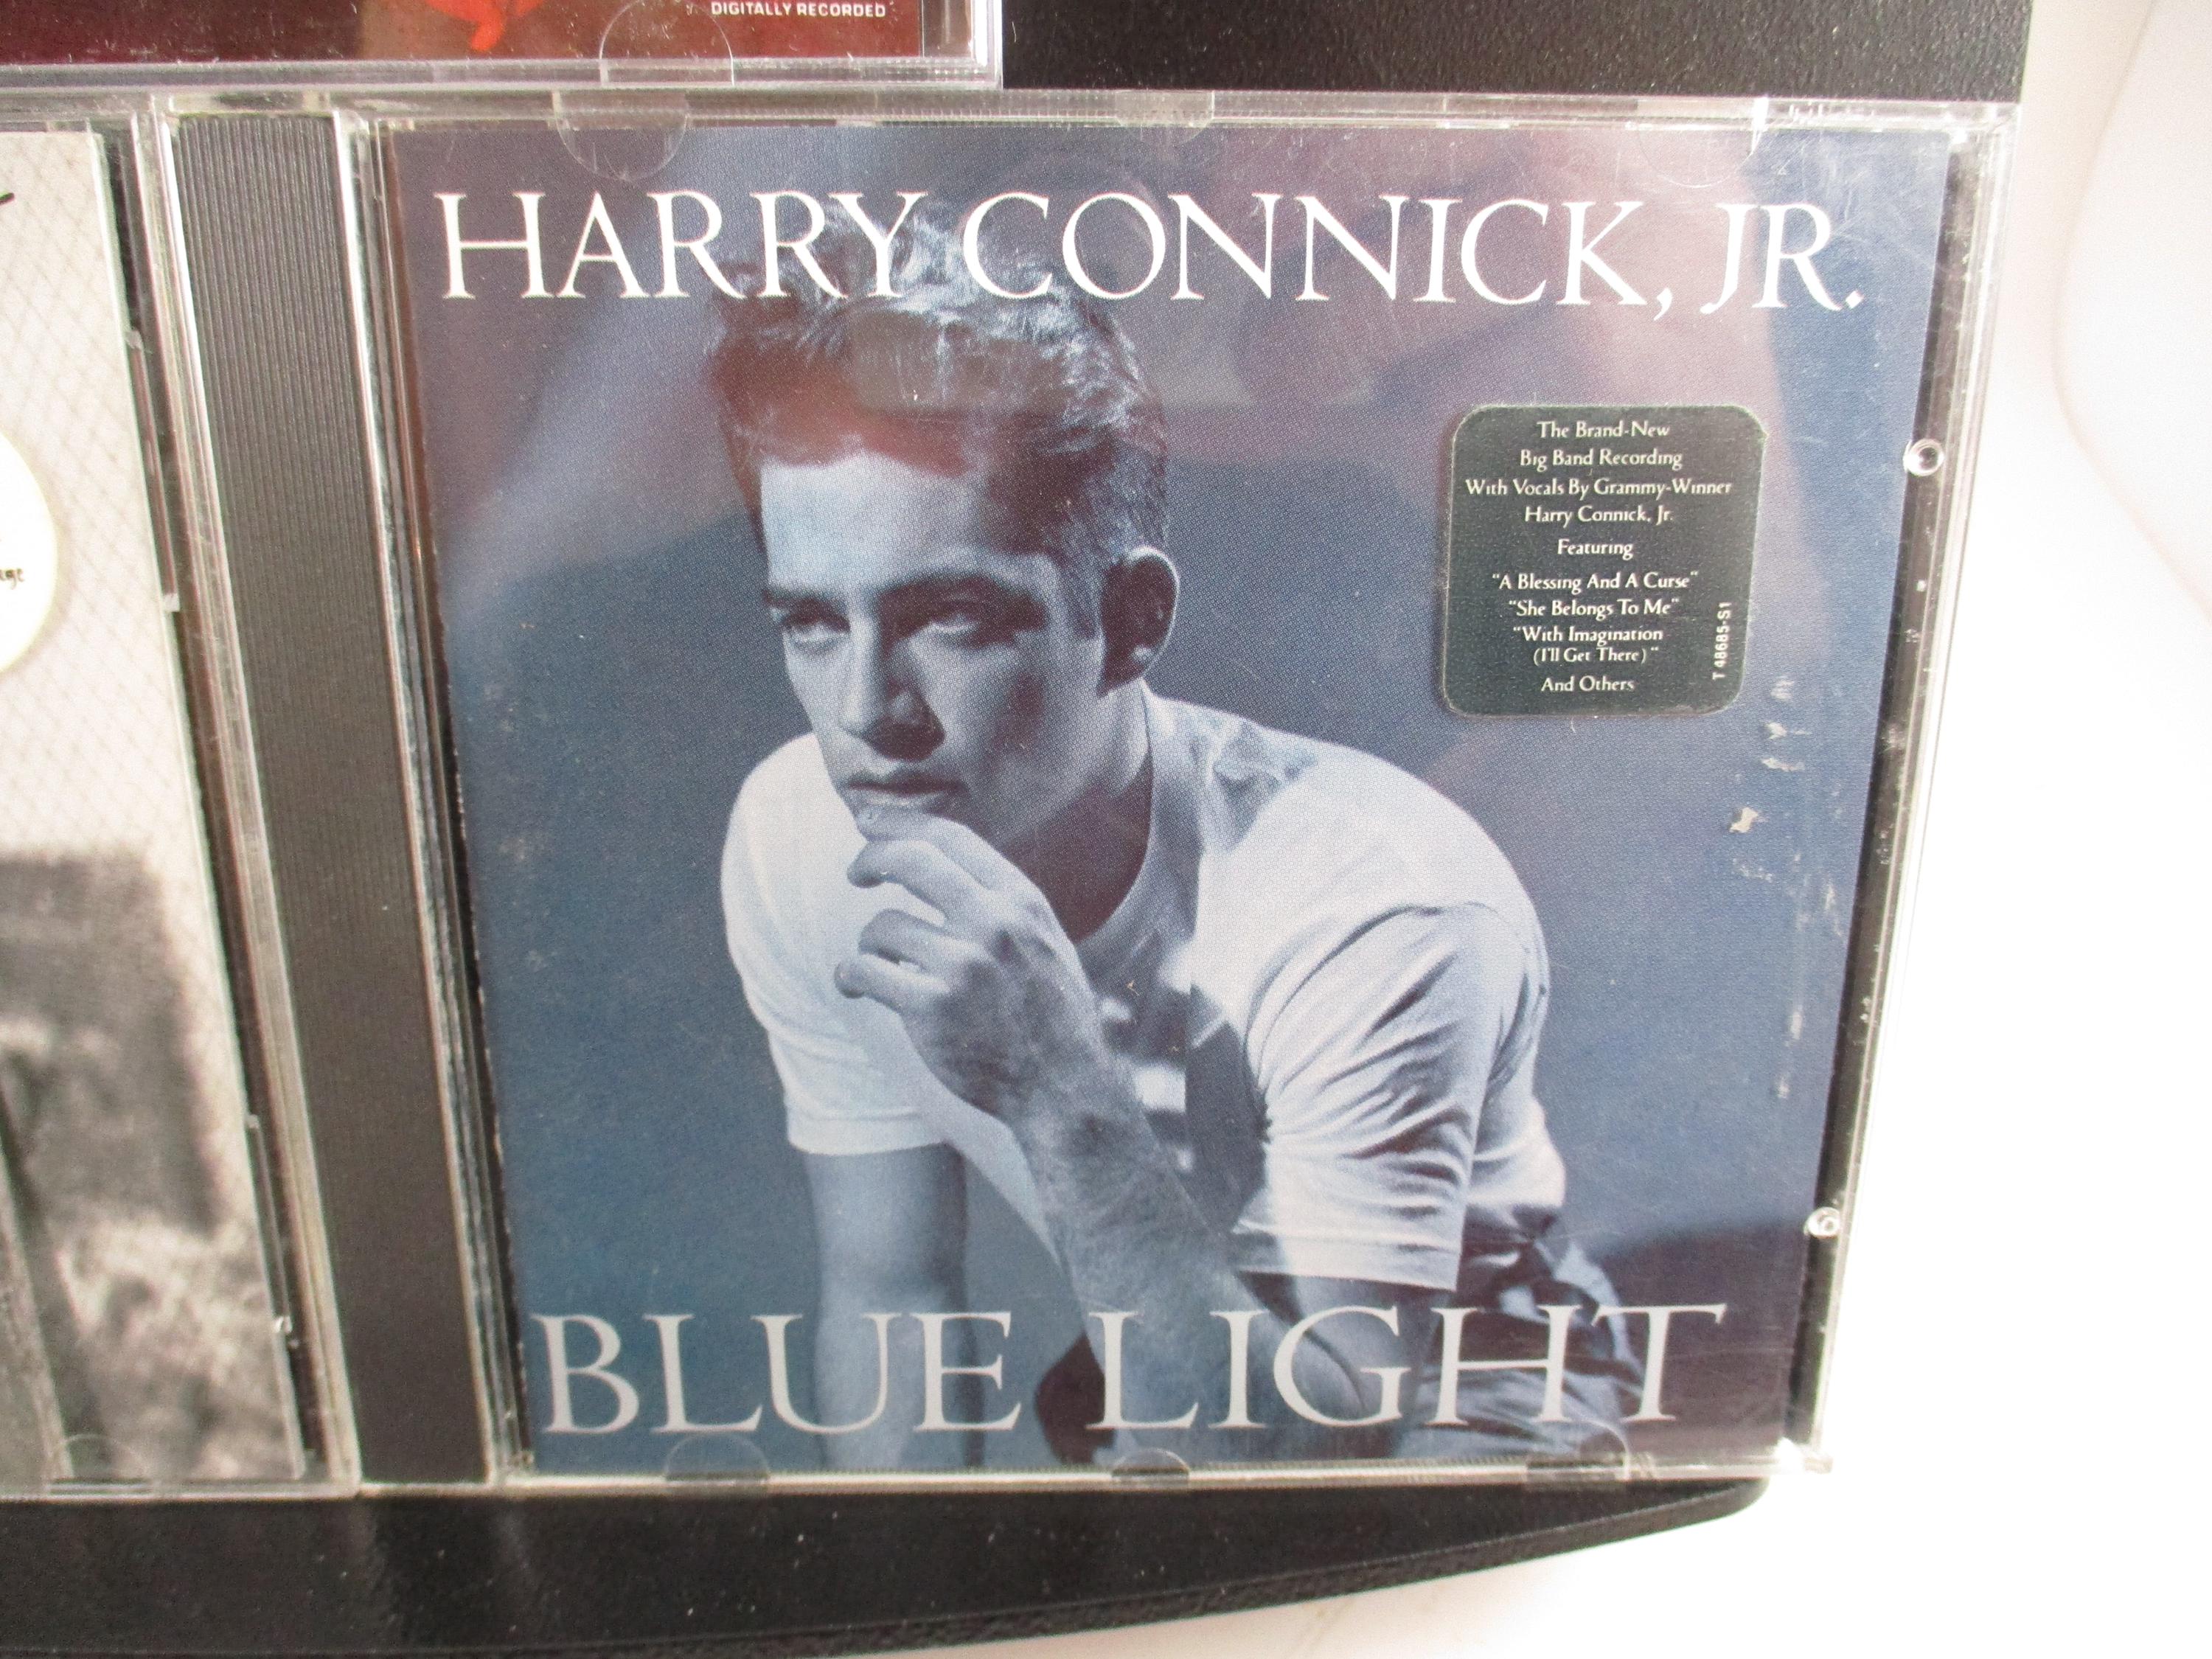 DIGITALLY RECORDED
HARRY CONNICK, JR.
The Brand-New
Big Band Recording
With Vocals By Grammy-Winner
Harry Connick, Jr.
Featuring
"A Blessing And A Curse"
"She Belongs To Me"
"With Imagination
(I'll Get There)"
And Others
T 48685-S1
BLUE LIGHT